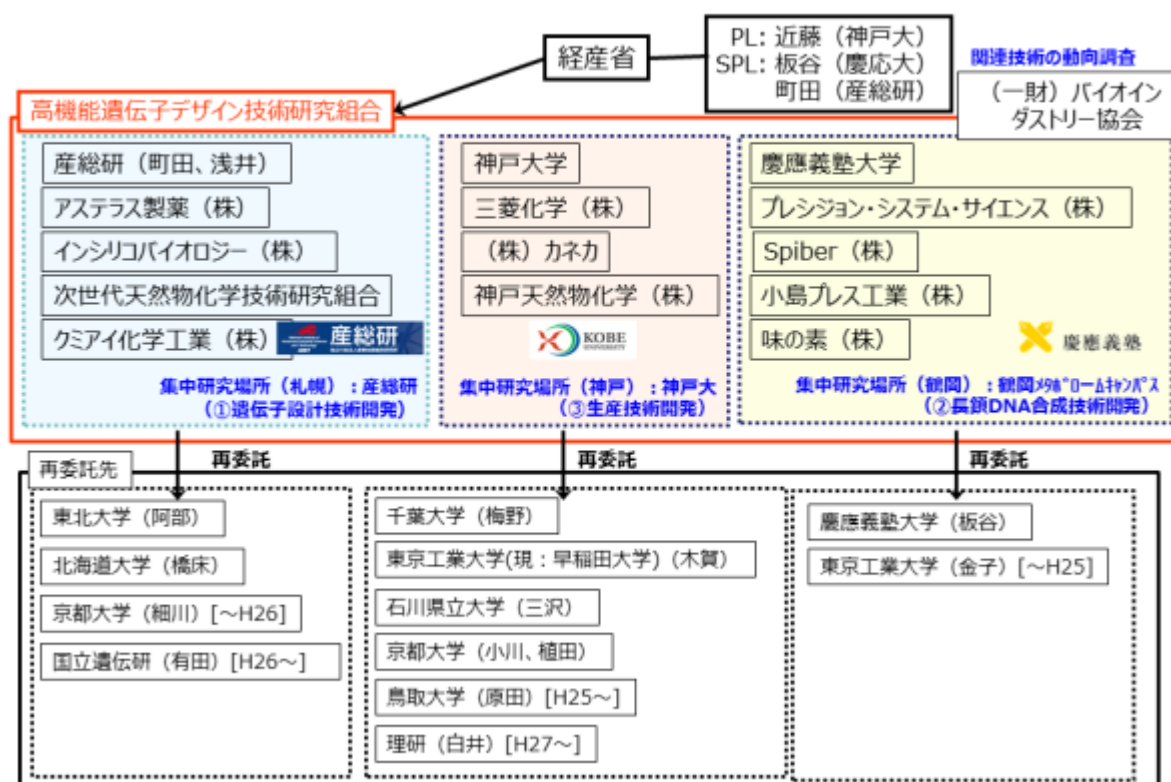 経産省
PL: 近藤(神戸大)
SPL: 板谷(慶応大)
町田(産総研)
関連技術の動向調査
(一財)バイオイン
ダストリー協会
高機能遺伝子デザイン技術研究組合
産総研(町田、浅井)
アステラス製薬(株)
インシリコバイオロジー(株)
次世代天然物化学技術研究組合
クミアイ化学工業(株)
産総研
集中研究場所(札幌):産総研
(①遺伝子設計技術開発)
神戸大学
三菱化学(株)
(株)カネカ
神戸天然物化学(株)
KOBE
UNIVERSITY
集中研究場所(神戸):神戸大
(③生産技術開発)
慶應義塾大学
プレシジョン・システム・サイエンス(株)
Spiber(株)
小島プレス工業(株)
味の素(株)
慶應義塾
集中研究場所(鶴岡):鶴岡メタボロームキャンパス
(②長鎖DNA合成技術開発)
再委託
再委託
再委託
再委託先
東北大学(阿部)
北海道大学(橋床)
京都大学(細川)[~H26]
国立遺伝研(有田)[H26~]
千葉大学(梅野)
東京工業大学(現:早稲田大学)(木賀)
石川県立大学(三沢)
京都大学(小川、植田)
鳥取大学(原田)[H25~]
理研(白井)[H27~]
慶應義塾大学(板谷)
東京工業大学(金子)[~H25]